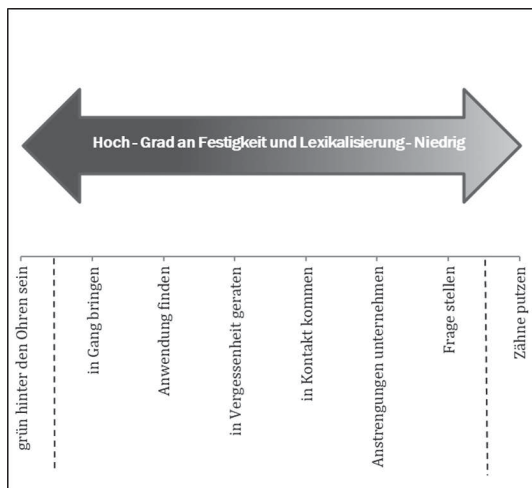 Hoch - Grad an Festigkeit und Lexikalisierung - Niedrig
grün hinter den Ohren sein
in Gang bringen
Anwendung finden
in Vergessenheit geraten
in Kontakt kommen
Anstrengungen unternehmen
Frage stellen
Zähne putzen